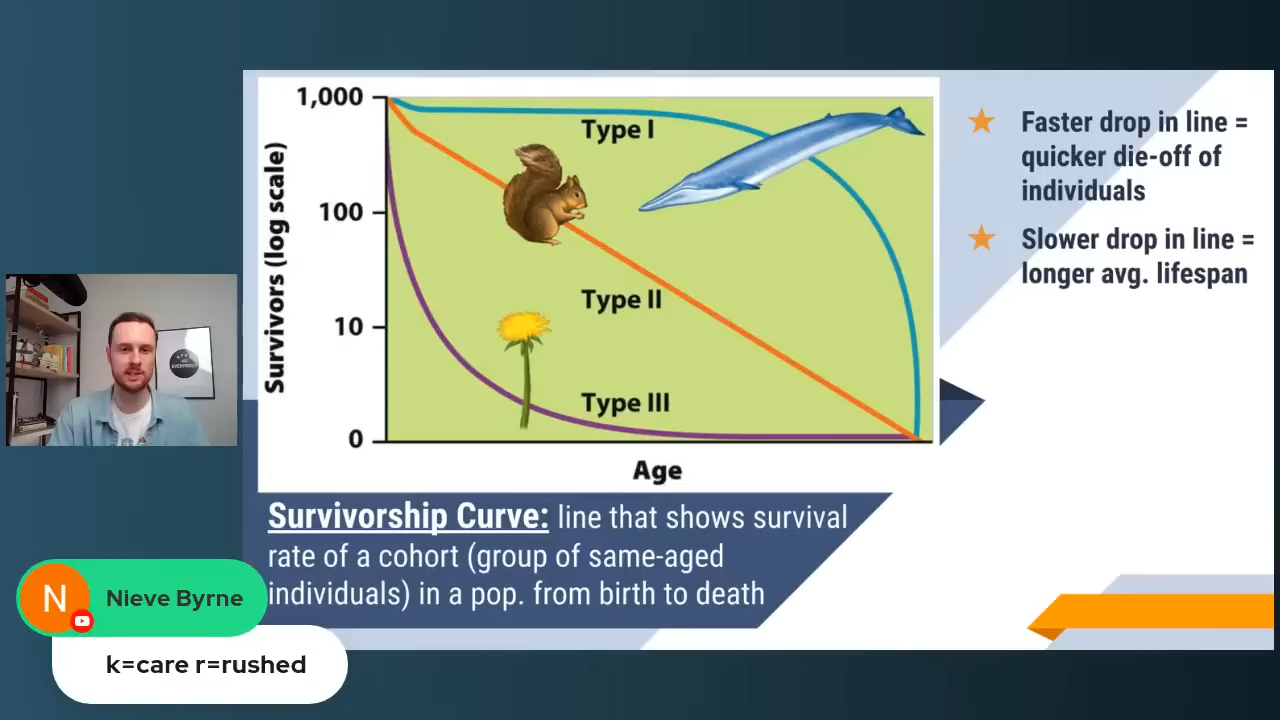 1,000
100
10
0
Survivors (log scale)
Type I
Type II
Type III
Age
Faster drop in line =
quicker die-off of
individuals
Slower drop in line =
longer avg. lifespan
Survivorship Curve: line that shows survival
rate of a cohort (group of same-aged
individuals) in a pop. from birth to death
N
Nieve Byrne
k=care r=rushed